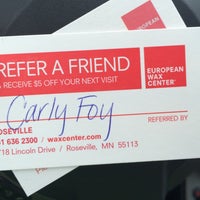 REFER A FRIEND
RECEIVE $5 OFF YOUR NEXT VISIT
EUROPEAN
WAX
CENTER
Carly Foy
ROSEVILLE
REFERRED BY
636 2300 / waxcenter.com
718 Lincoln Drive / Roseville, MN 55113